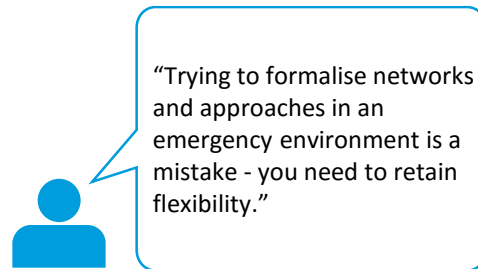 “Trying to formalise networks
and approaches in an
emergency environment is a
mistake - you need to retain
flexibility.”